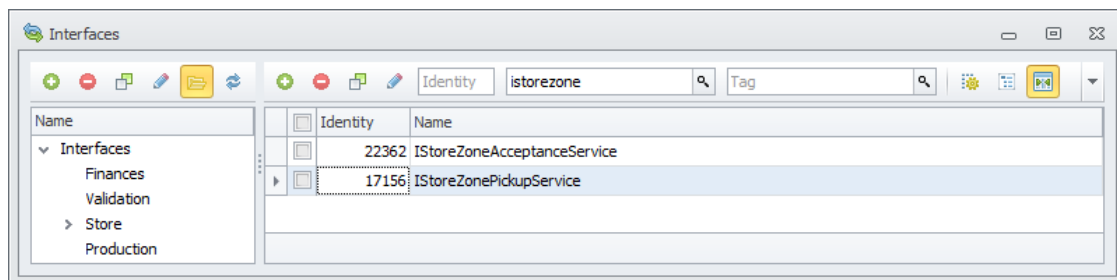 Interfaces
Identity istorezone Tag
Name
Interfaces
Finances
Validation
Store
Production
Identity Name
22362 IStoreZoneAcceptanceService
17156 IStoreZonePickupService